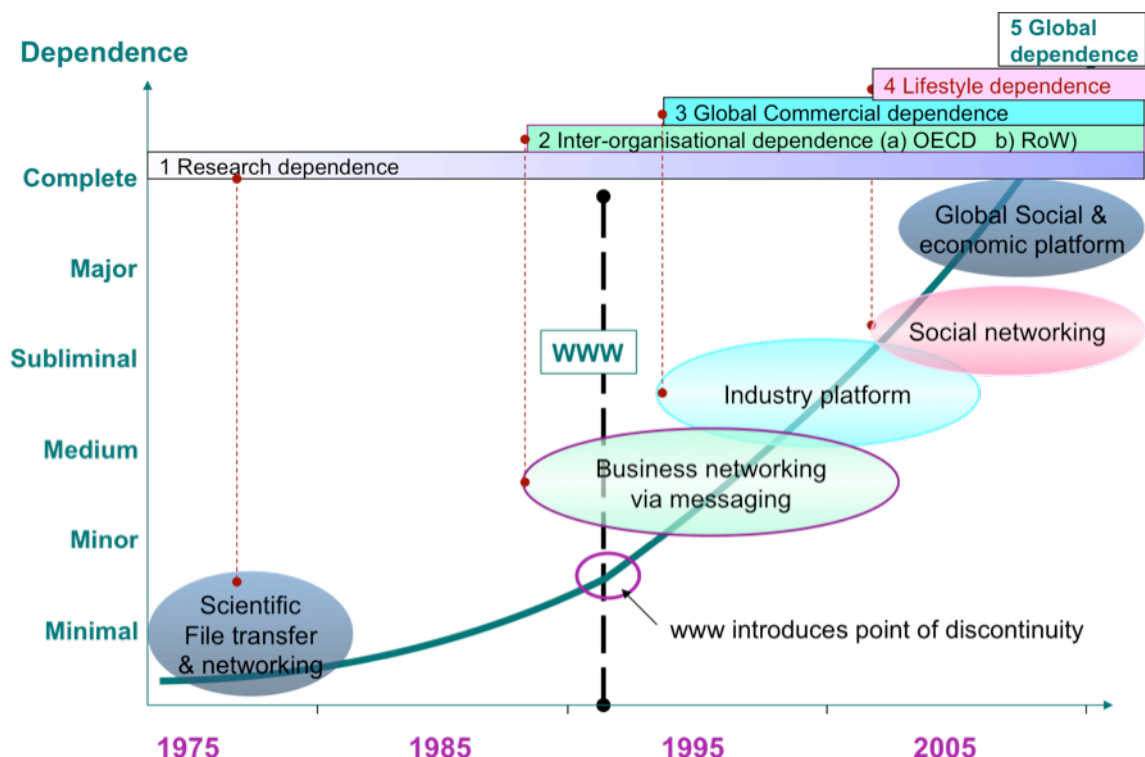 Dependence
5 Global
dependence
4 Lifestyle dependence
3 Global Commercial dependence
2 Inter-organisational dependence (a) OECD b) RoW)
1 Research dependence
Complete
Major
Subliminal
Medium
Minor
Minimal
Global Social &
economic platform
Social networking
WWW
Industry platform
Business networking
via messaging
Scientific
File transfer
& networking
www introduces point of discontinuity
1975
1985
1995
2005